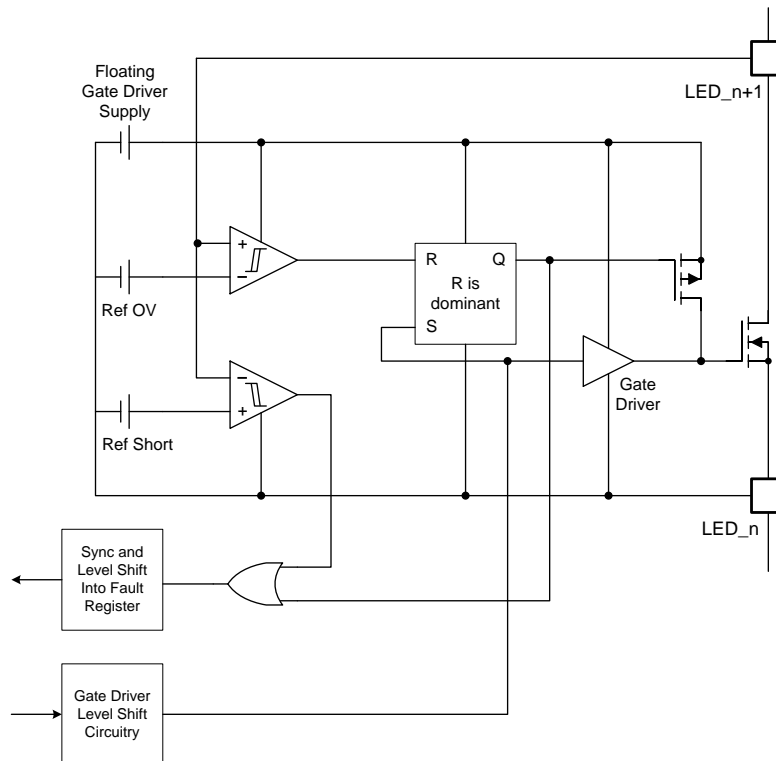 Floating
Gate Driver
Supply
LED_n+1
+
−
R
Q
R is
dominant
S
Ref OV
−
+
Gate
Driver
Ref Short
LED_n
Sync and
Level Shift
Into Fault
Register
Gate Driver
Level Shift
Circuitry